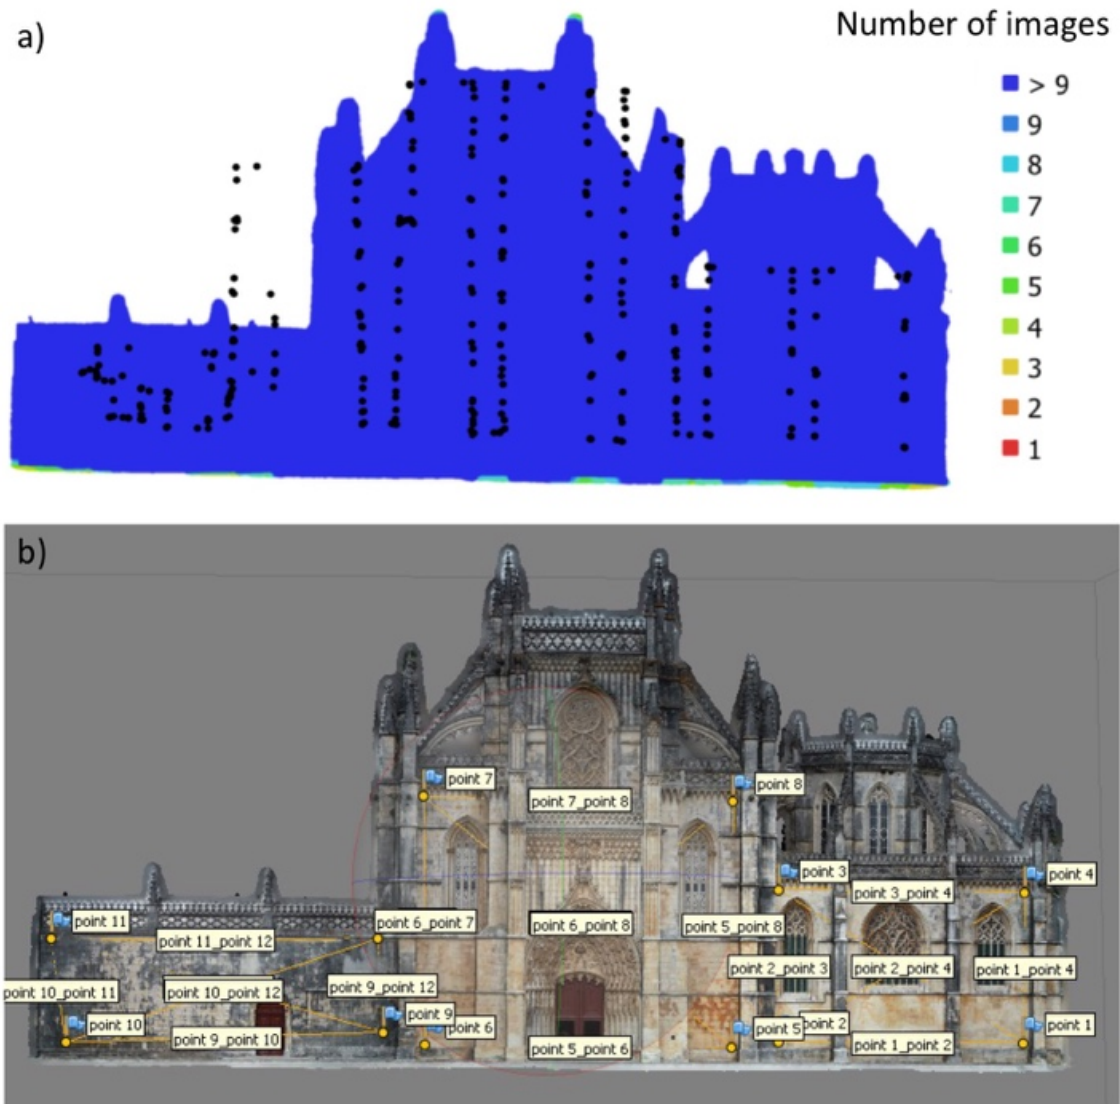 a)
Number of images
> 9
9
8
7
6
5
4
3
2
1
b)
point 7
point 8
point 7_point 8
point 3
point 4
point 3_point 4
point 11
point 6_point 7
point 6_point 8
point 5_point 8
point 11_point 12
point 2_point 3
point 2_point 4
point 1_point 4
point 10_point 11
point 10_point 12
point 9_point 12
point 10
point 9
point 6
point 5
point 2
point 1
point 9_point 10
point 5_point 6
point 1_point 2